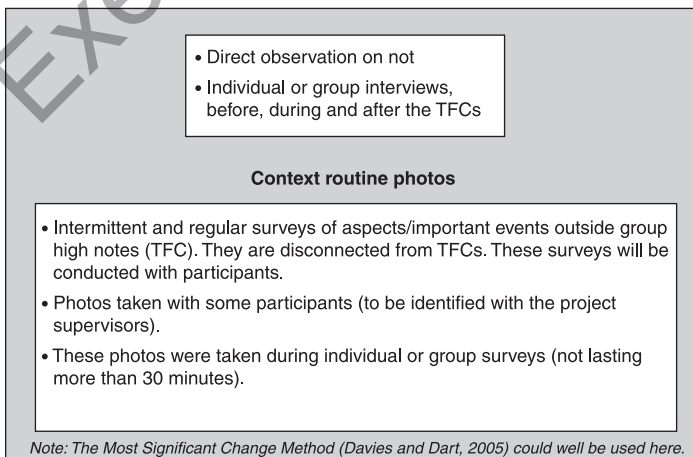 Exe
• Direct observation on not
• Individual or group interviews,
before, during and after the TFCs
Context routine photos
• Intermittent and regular surveys of aspects/important events outside group
high notes (TFC). They are disconnected from TFCs. These surveys will be
conducted with participants.
• Photos taken with some participants (to be identified with the project
supervisors).
• These photos were taken during individual or group surveys (not lasting
more than 30 minutes).
Note: The Most Significant Change Method (Davies and Dart, 2005) could well be used here.